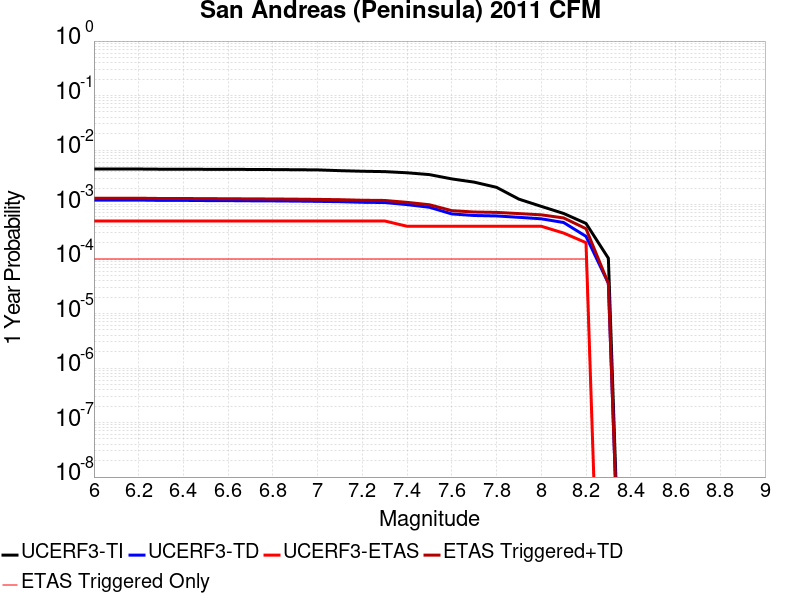 San Andreas (Peninsula) 2011 CFM
10^0
10^-1
10^-2
10^-3
10^-4
10^-5
10^-6
10^-7
10^-8
1 Year Probability
6 6.2 6.4 6.6 6.8 7 7.2 7.4 7.6 7.8 8 8.2 8.4 8.6 8.8 9
Magnitude
UCERF3-TI UCERF3-TD UCERF3-ETAS ETAS Triggered+TD
ETAS Triggered Only